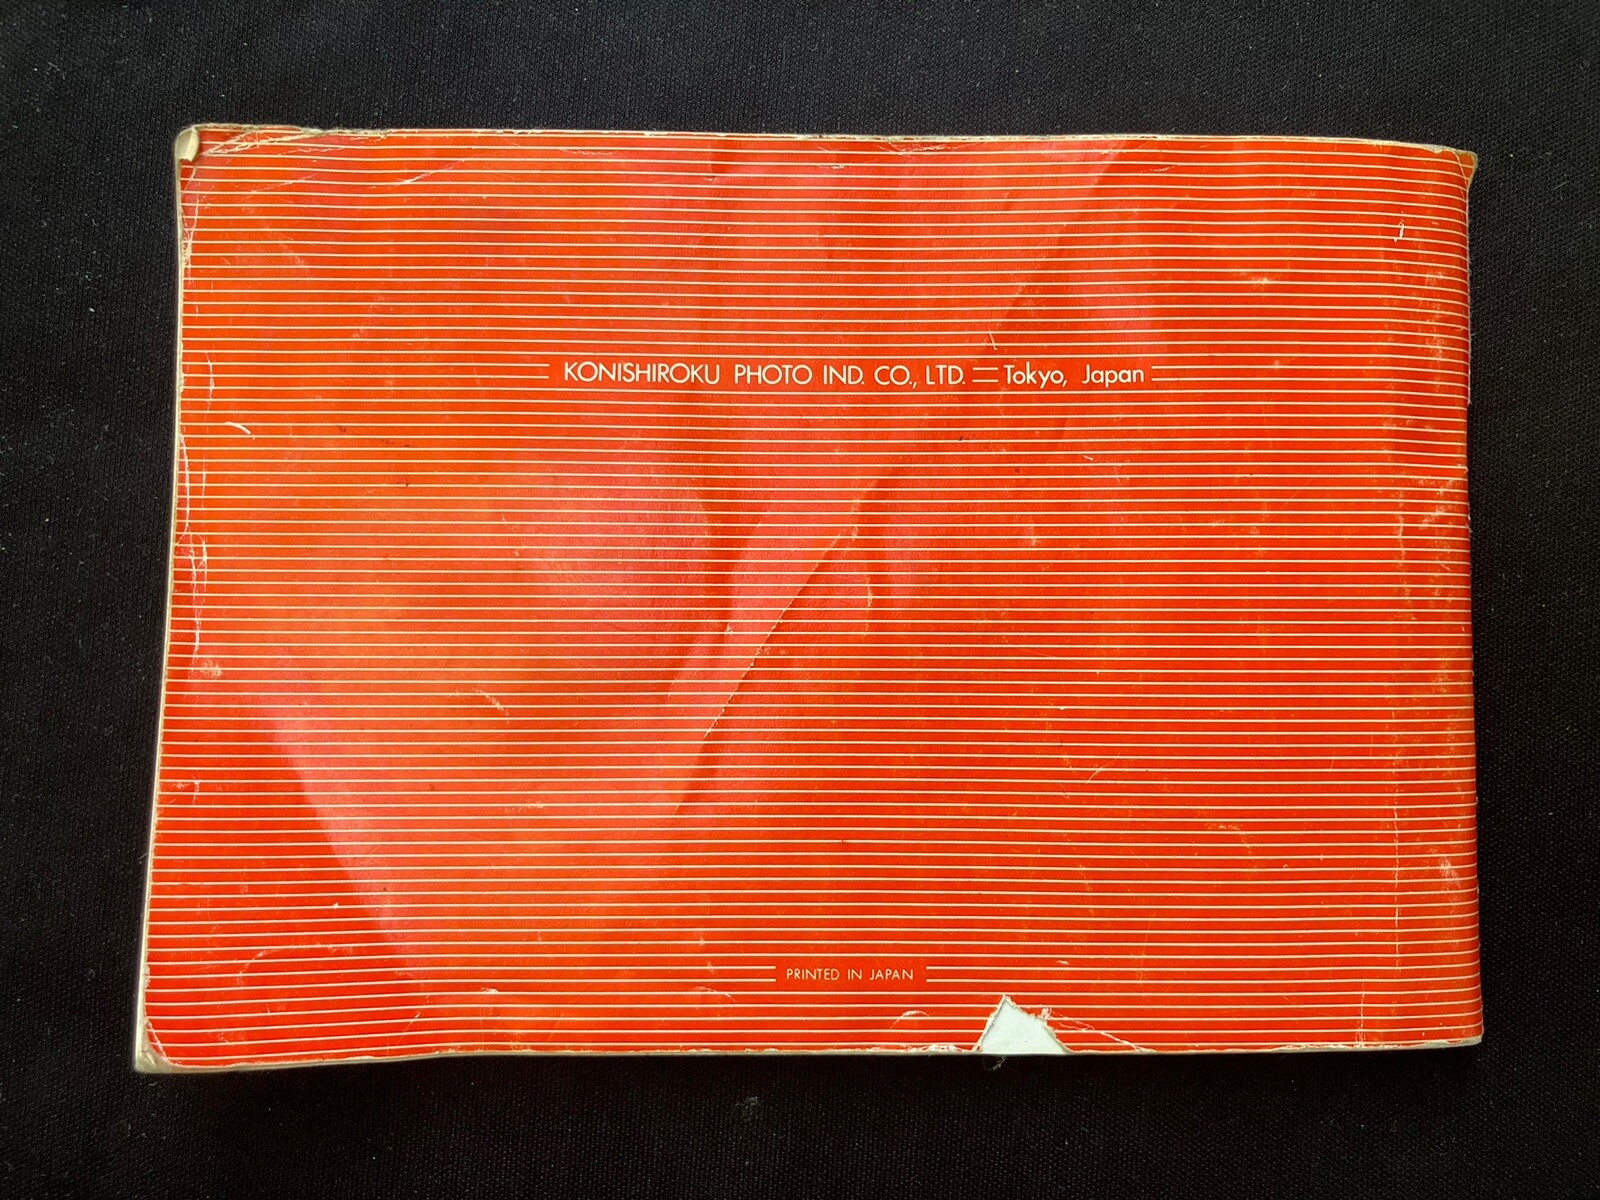 KONISHIROKU PHOTO IND. CO., LTD. Tokyo, Japan
PRINTED IN JAPAN